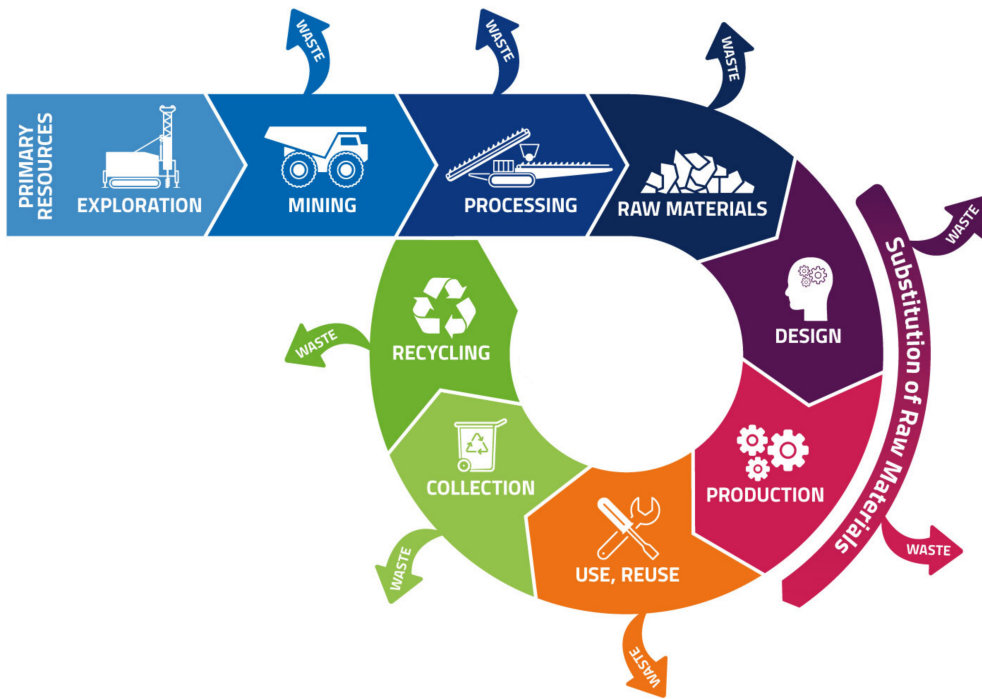 WASTE
WASTE
WASTE
PRIMARY
RESOURCES
EXPLORATION
MINING
PROCESSING
RAW MATERIALS
WASTE
Substitution of Raw Materials
DESIGN
RECYCLING
WASTE
COLLECTION
PRODUCTION
WASTE
USE, REUSE
WASTE
WASTE